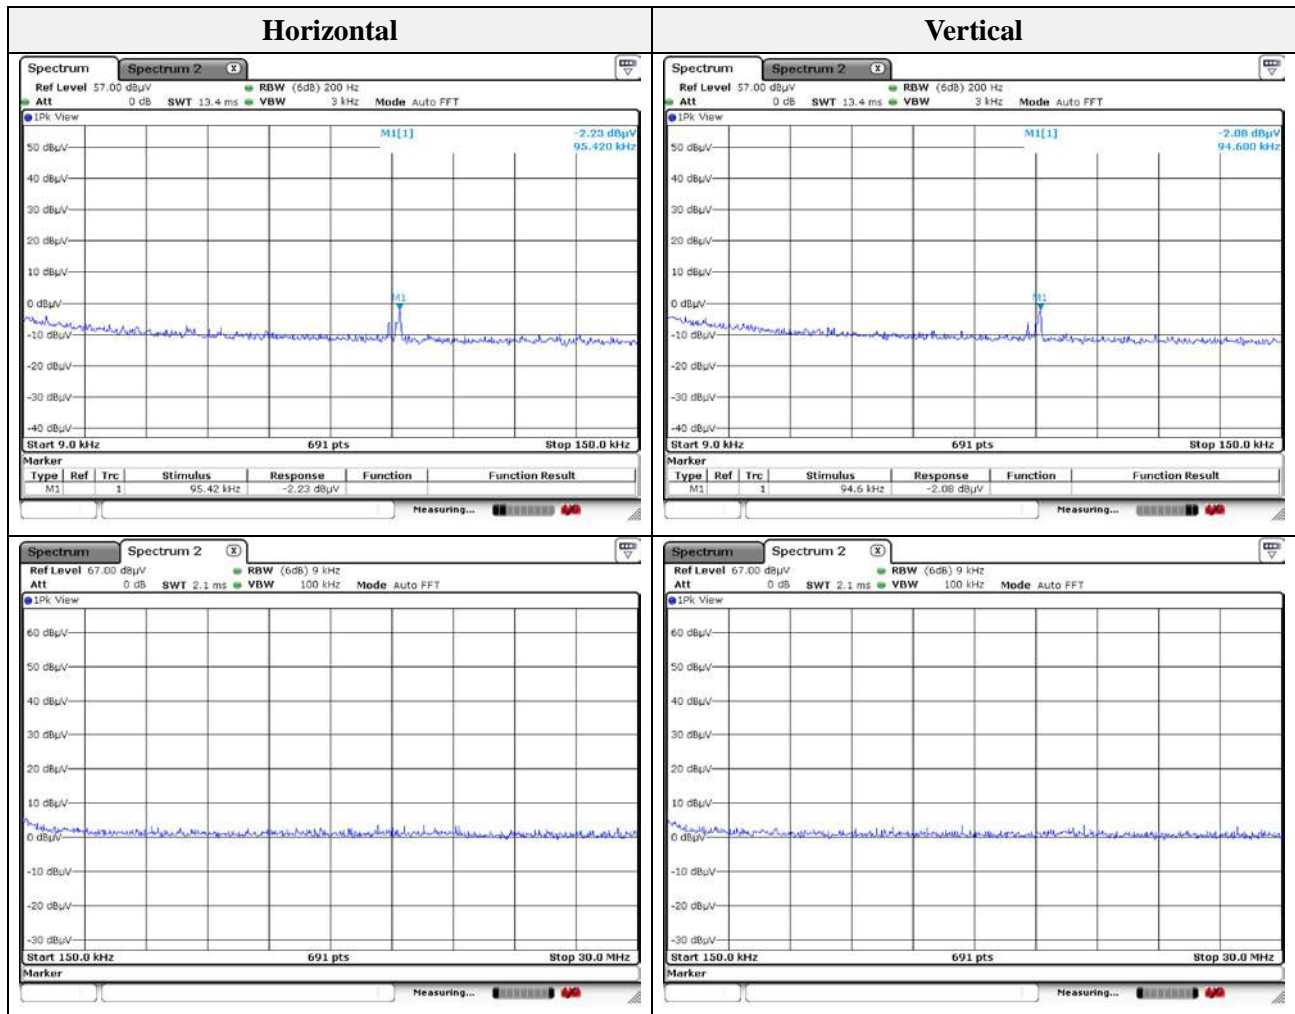 Horizontal
Vertical
Spectrum Spectrum 2 X
Ref Level 57.00 dBµV RBW (6dB) 200 Hz
Att 0 dB SWT 13.4 ms VBW 3 kHz Mode Auto FFT
1Pk View
M1[1] -2.23 dBµV
95.420 kHz
50 dBµV
40 dBµV
30 dBµV
20 dBµV
10 dBµV
M1
0 dBµV
-10 dBµV
-20 dBµV
-30 dBµV
-40 dBµV
Start 9.0 kHz 691 pts Stop 150.0 kHz
Marker
Type Ref Trc Stimulus Response Function Function Result
M1 1 95.42 kHz -2.23 dBµV
Measuring...
Spectrum Spectrum 2 X
Ref Level 57.00 dBµV RBW (6dB) 200 Hz
Att 0 dB SWT 13.4 ms VBW 3 kHz Mode Auto FFT
1Pk View
M1[1] -2.08 dBµV
94.600 kHz
50 dBµV
40 dBµV
30 dBµV
20 dBµV
10 dBµV
M1
0 dBµV
-10 dBµV
-20 dBµV
-30 dBµV
-40 dBµV
Start 9.0 kHz 691 pts Stop 150.0 kHz
Marker
Type Ref Trc Stimulus Response Function Function Result
M1 1 94.6 kHz -2.08 dBµV
Measuring...
Spectrum Spectrum 2 X
Ref Level 67.00 dBµV RBW (6dB) 9 kHz
Att 0 dB SWT 2.1 ms VBW 100 kHz Mode Auto FFT
1Pk View
60 dBµV
50 dBµV
40 dBµV
30 dBµV
20 dBµV
10 dBµV
0 dBµV
-10 dBµV
-20 dBµV
-30 dBµV
Start 150.0 kHz 691 pts Stop 30.0 MHz
Marker
Measuring...
Spectrum Spectrum 2 X
Ref Level 67.00 dBµV RBW (6dB) 9 kHz
Att 0 dB SWT 2.1 ms VBW 100 kHz Mode Auto FFT
1Pk View
60 dBµV
50 dBµV
40 dBµV
30 dBµV
20 dBµV
10 dBµV
0 dBµV
-10 dBµV
-20 dBµV
-30 dBµV
Start 150.0 kHz 691 pts Stop 30.0 MHz
Marker
Measuring...